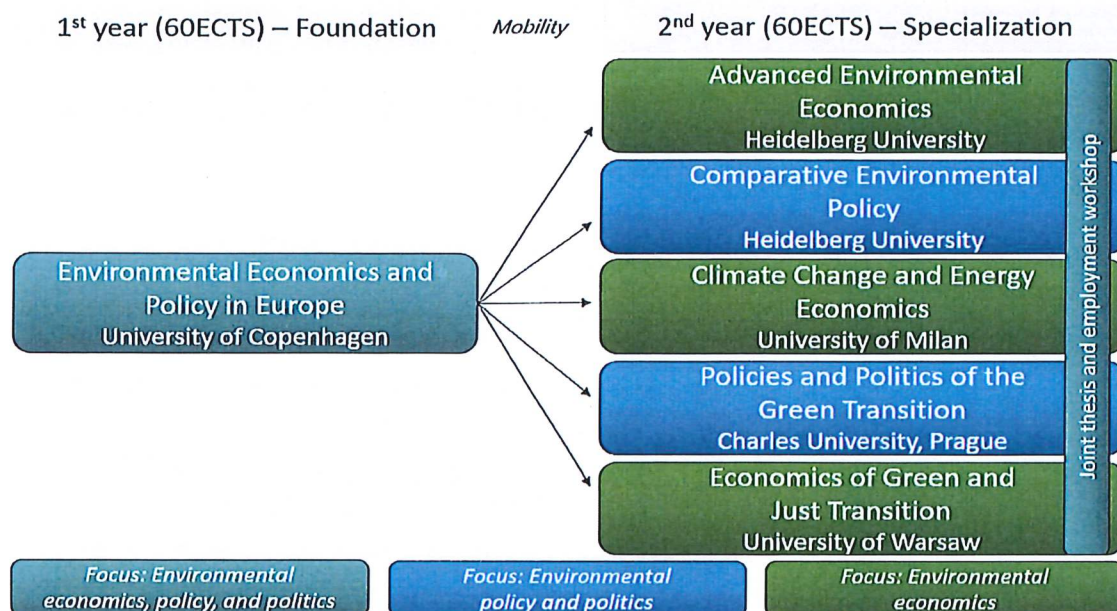 1st year (60ECTS) – Foundation
Mobility
2nd year (60ECTS) – Specialization
Environmental Economics and
Policy in Europe
University of Copenhagen
Advanced Environmental
Economics
Heidelberg University
Comparative Environmental
Policy
Heidelberg University
Climate Change and Energy
Economics
University of Milan
Policies and Politics of the
Green Transition
Charles University, Prague
Economics of Green and
Just Transition
University of Warsaw
Joint thesis and employment workshop
Focus: Environmental
economics, policy, and politics
Focus: Environmental
policy and politics
Focus: Environmental
economics